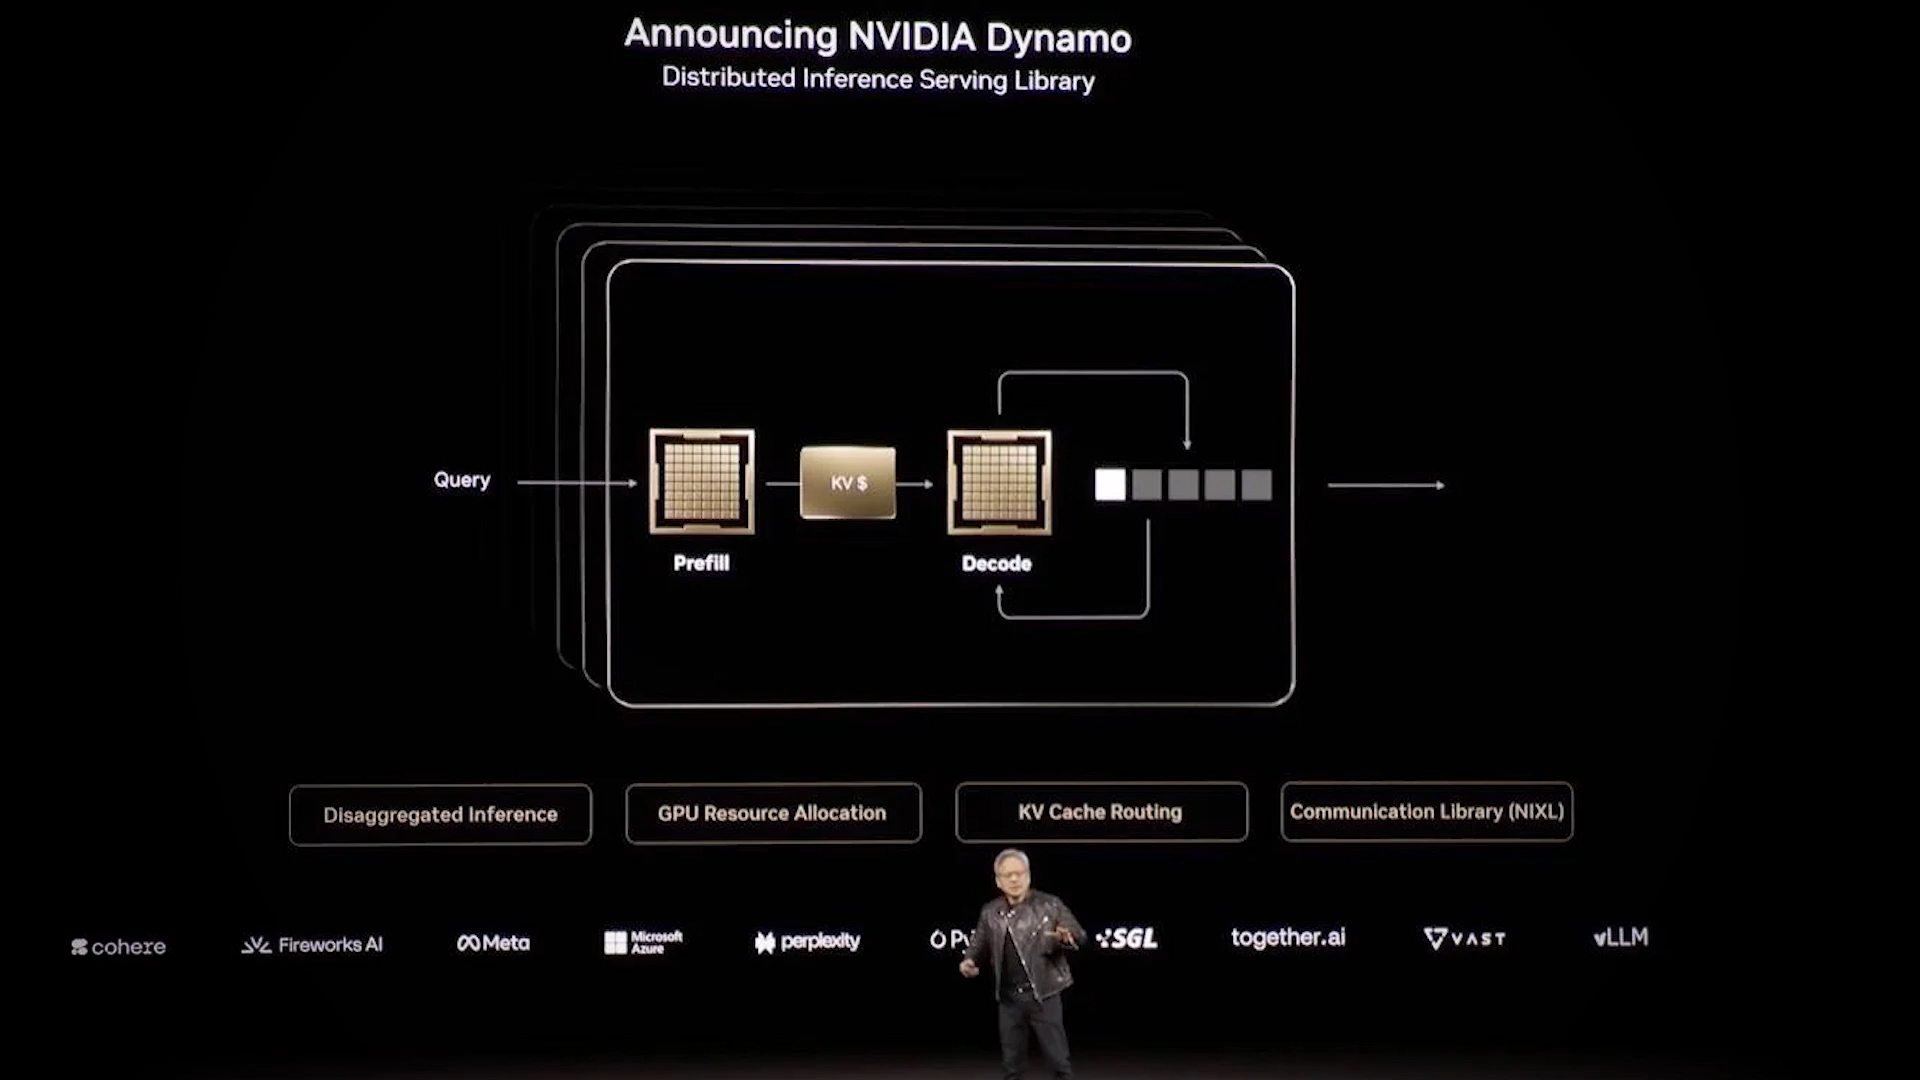 Announcing NVIDIA Dynamo
Distributed Inference Serving Library
Query
KV $
Prefill
Decode
Disaggregated Inference
GPU Resource Allocation
KV Cache Routing
Communication Library (NIXL)
cohere
Fireworks AI
Meta
Microsoft
Azure
perplexity
SGL
together.ai
VAST
vLLM